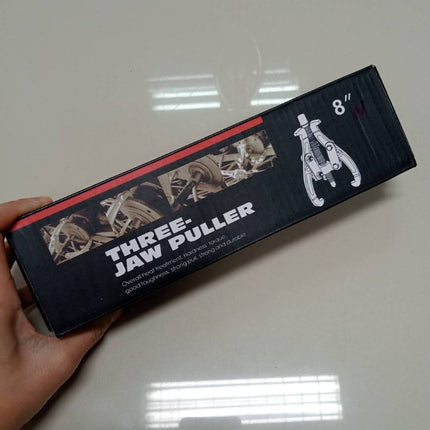 8"
THREE-
JAW PULLER
Overall heat treatment, hardness, torque,
good toughness, strong pull, strong and durable